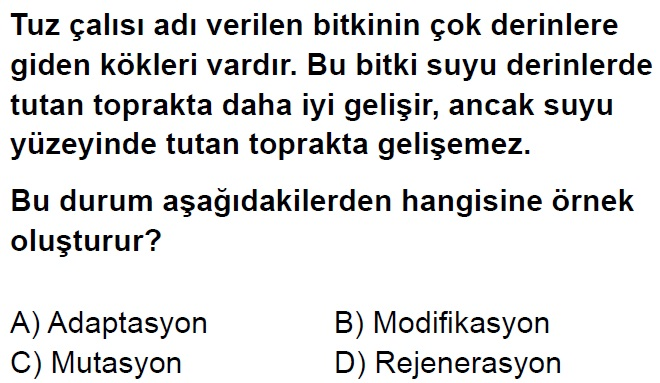 Tuz çalısı adı verilen bitkinin çok derinlere
giden kökleri vardır. Bu bitki suyu derinlerde
tutan toprakta daha iyi gelişir, ancak suyu
yüzeyinde tutan toprakta gelişemez.
Bu durum aşağıdakilerden hangisine örnek
oluşturur?
A) Adaptasyon B) Modifikasyon
C) Mutasyon D) Rejenerasyon